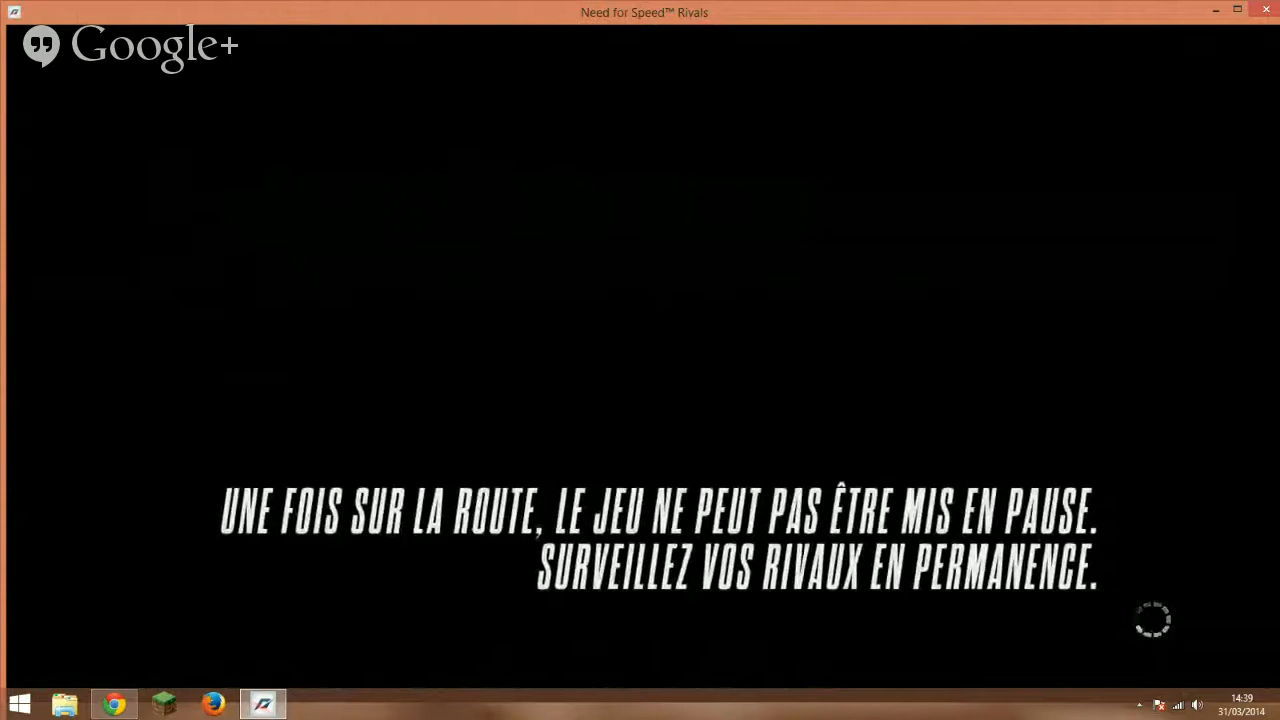 Need for Speed™ Rivals
Google+
UNE FOIS SUR LA ROUTE, LE JEU NE PEUT PAS ÊTRE MIS EN PAUSE.
SURVEILLEZ VOS RIVAUX EN PERMANENCE.
14:39
31/03/2014